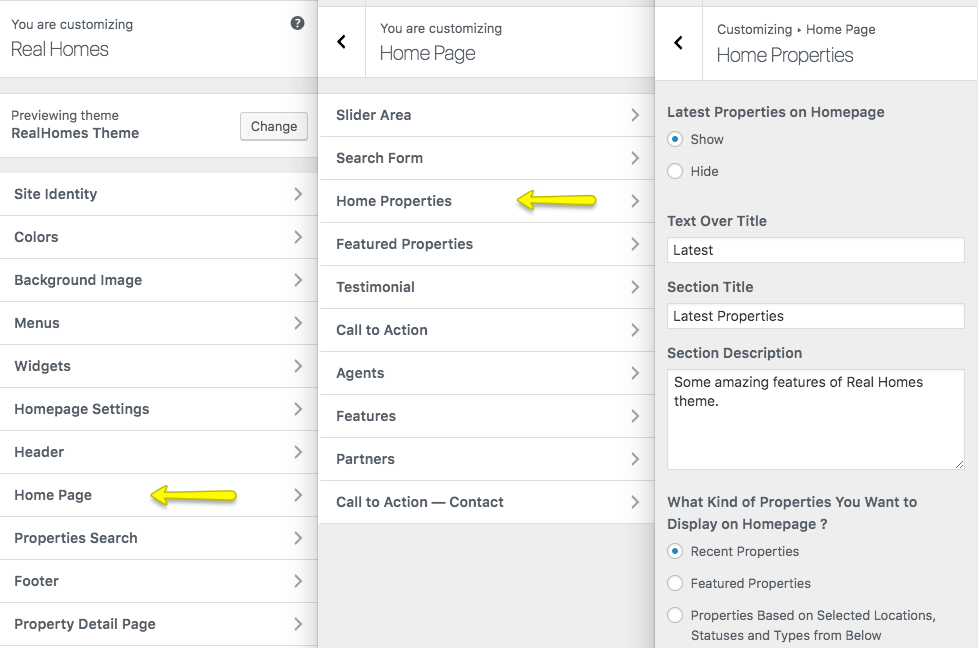 You are customizing
Real Homes
Previewing theme
RealHomes Theme
Change
Site Identity
Colors
Background Image
Menus
Widgets
Homepage Settings
Header
Home Page
Properties Search
Footer
Property Detail Page
You are customizing
Home Page
Slider Area
Search Form
Home Properties
Featured Properties
Testimonial
Call to Action
Agents
Features
Partners
Call to Action — Contact
Customizing ▸ Home Page
Home Properties
Latest Properties on Homepage
Show
Hide
Text Over Title
Latest
Section Title
Latest Properties
Section Description
Some amazing features of Real Homes
theme.
What Kind of Properties You Want to
Display on Homepage ?
Recent Properties
Featured Properties
Properties Based on Selected Locations,
Statuses and Types from Below